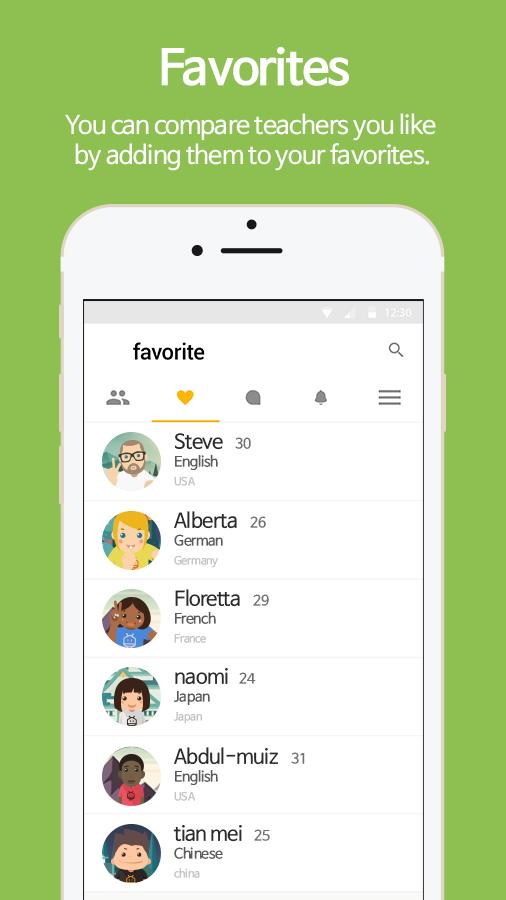 Favorites
You can compare teachers you like
by adding them to your favorites.
12:30
favorite
Steve 30
English
USA
Alberta 26
German
Germany
Floretta 29
French
France
naomi 24
Japan
Japan
Abdul-muiz 31
English
USA
tian mei 25
Chinese
china